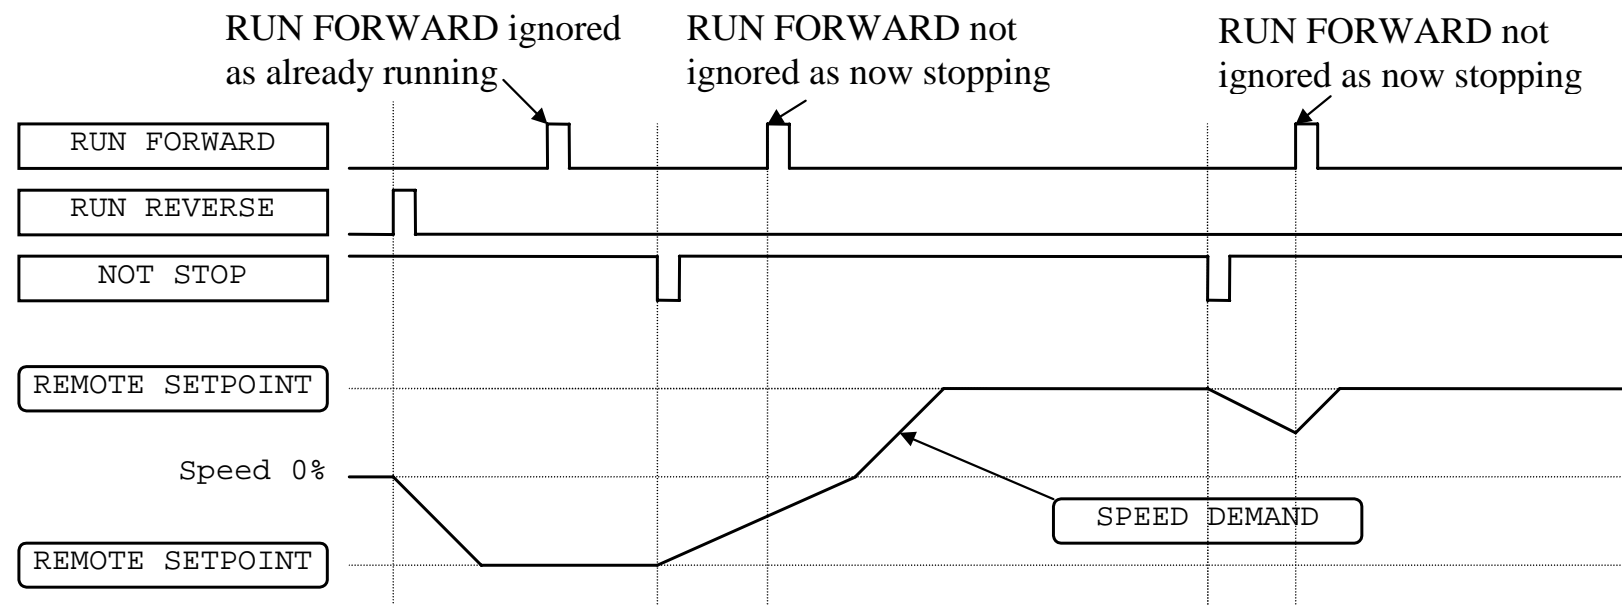 RUN FORWARD ignored
as already running
RUN FORWARD not
ignored as now stopping
RUN FORWARD not
ignored as now stopping
RUN FORWARD
RUN REVERSE
NOT STOP
REMOTE SETPOINT
Speed 0%
SPEED DEMAND
REMOTE SETPOINT